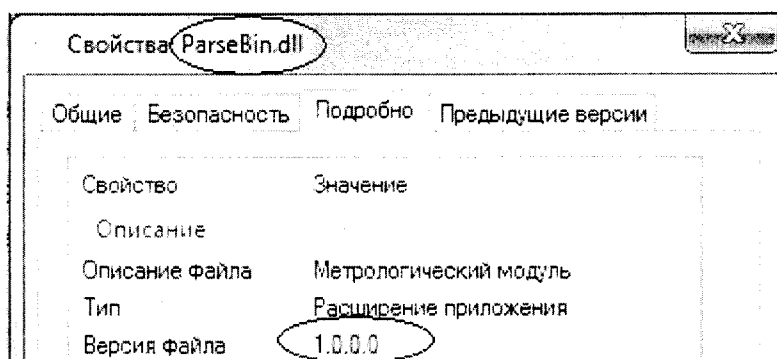 Свойства: ParseBin.dll
Общие Безопасность Подробно Предыдущие версии
Свойство Значение
Описание
Описание файла Метрологический модуль
Тип Расширение приложения
Версия файла 1.0.0.0